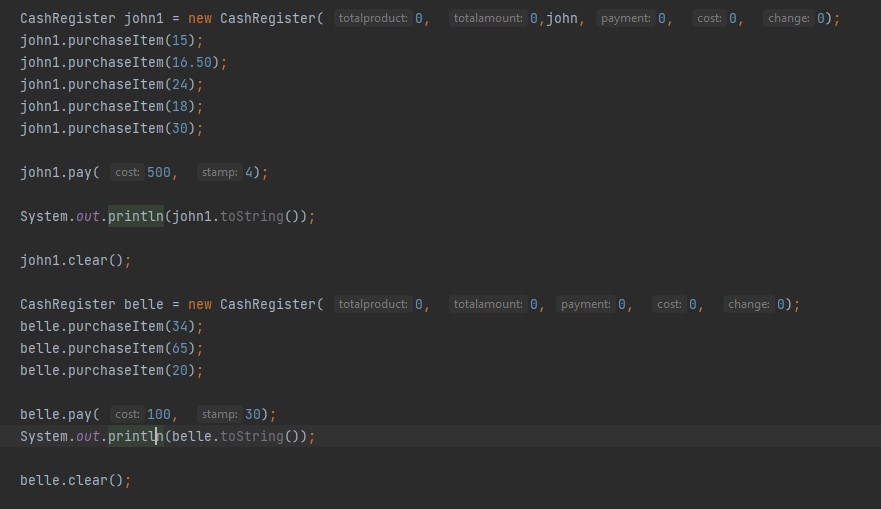 CashRegister john1 = new CashRegister( totalproduct: 0, totalamount: 0,john, payment: 0, cost: 0, change: 0);
john1.purchaseItem(15);
john1.purchaseItem(16.50);
john1.purchaseItem(24);
john1.purchaseItem(18);
john1.purchaseItem(30);
john1.pay( cost: 500, stamp: 4);
System.out.println(john1.toString());
john1.clear();
CashRegister belle = new CashRegister( totalproduct: 0, totalamount: 0, payment: 0, cost: 0, change: 0);
belle.purchaseItem(34);
belle.purchaseItem(65);
belle.purchaseItem(20);
belle.pay( cost: 100, stamp: 30);
System.out.println(belle.toString());
belle.clear();